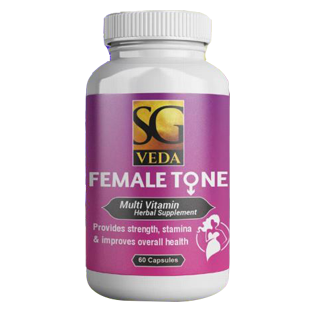 SG
VEDA
FEMALE TONE
Multi Vitamin
Herbal Supplement
Provides strength, stamina
& improves overall health
60 Capsules